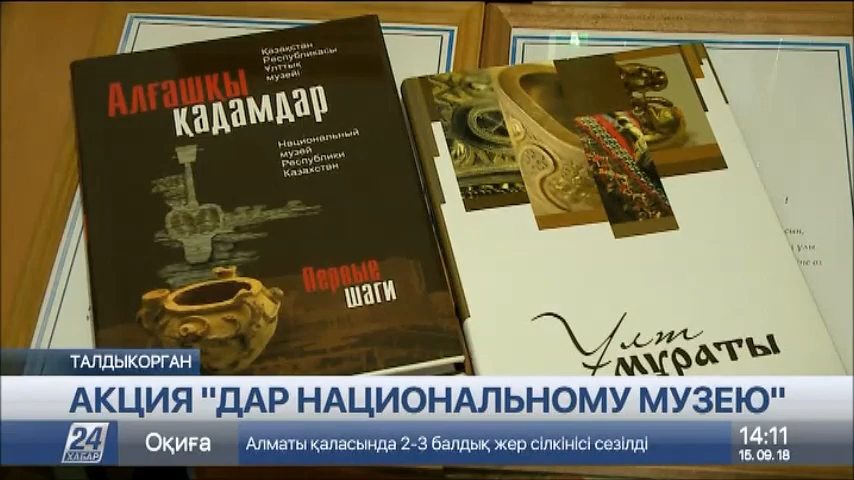 Қазақстан
Республикасы
Ұлттық
музейі
Алғашқы
қадамдар
Национальный
музей
Республики
Казахстан
Первые
шаги
Ұлт
мұраты
ТАЛДЫКОРГАН
АКЦИЯ "ДАР НАЦИОНАЛЬНОМУ МУЗЕЮ"
24
ХАБАР
Оқиға
Алматы қаласында 2-3 балдық жер сілкінісі сезілді
14:11
15.09.18